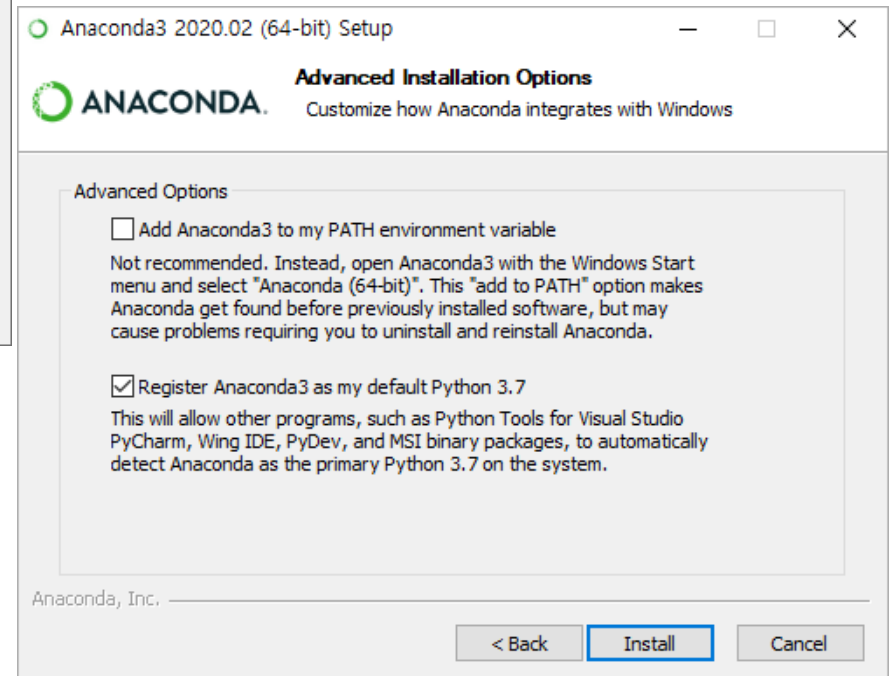 Anaconda3 2020.02 (64-bit) Setup
ANACONDA.
Advanced Installation Options
Customize how Anaconda integrates with Windows
Advanced Options
Add Anaconda3 to my PATH environment variable
Not recommended. Instead, open Anaconda3 with the Windows Start
menu and select "Anaconda (64-bit)". This "add to PATH" option makes
Anaconda get found before previously installed software, but may
cause problems requiring you to uninstall and reinstall Anaconda.
Register Anaconda3 as my default Python 3.7
This will allow other programs, such as Python Tools for Visual Studio
PyCharm, Wing IDE, PyDev, and MSI binary packages, to automatically
detect Anaconda as the primary Python 3.7 on the system.
Anaconda, Inc.
< Back
Install
Cancel